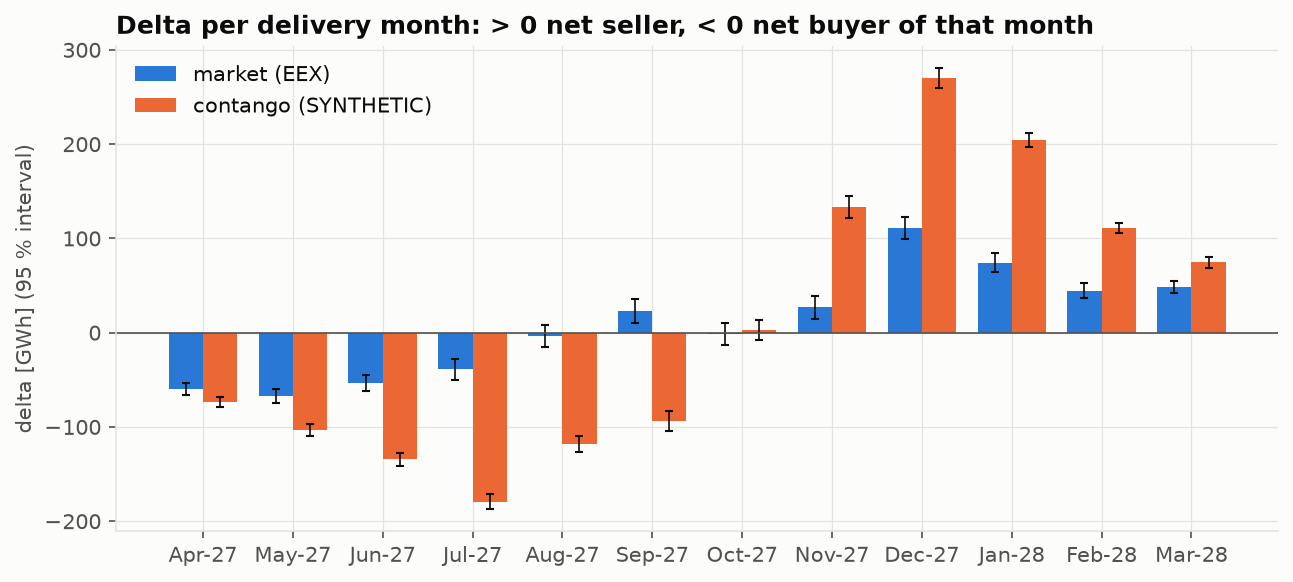 Delta per delivery month: > 0 net seller, < 0 net buyer of that month
market (EEX)
contango (SYNTHETIC)
delta [GWh] (95 % interval)
300
200
100
0
−100
−200
Apr-27 May-27 Jun-27 Jul-27 Aug-27 Sep-27 Oct-27 Nov-27 Dec-27 Jan-28 Feb-28 Mar-28